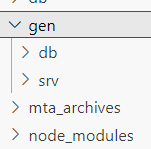 gen
db
srv
mta_archives
node_modules